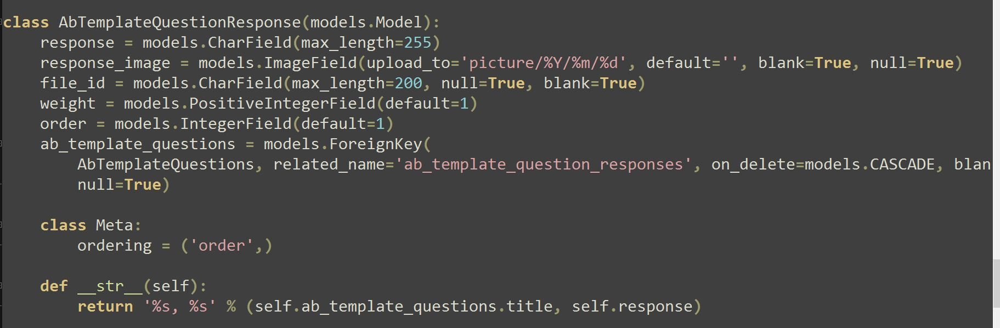 class AbTemplateQuestionResponse(models.Model):
    response = models.CharField(max_length=255)
    response_image = models.ImageField(upload_to='picture/%Y/%m/%d', default='', blank=True, null=True)
    file_id = models.CharField(max_length=200, null=True, blank=True)
    weight = models.PositiveIntegerField(default=1)
    order = models.IntegerField(default=1)
    ab_template_questions = models.ForeignKey(
        AbTemplateQuestions, related_name='ab_template_question_responses', on_delete=models.CASCADE, blan
        null=True)
    class Meta:
        ordering = ('order',)
    def __str__(self):
        return '%s, %s' % (self.ab_template_questions.title, self.response)